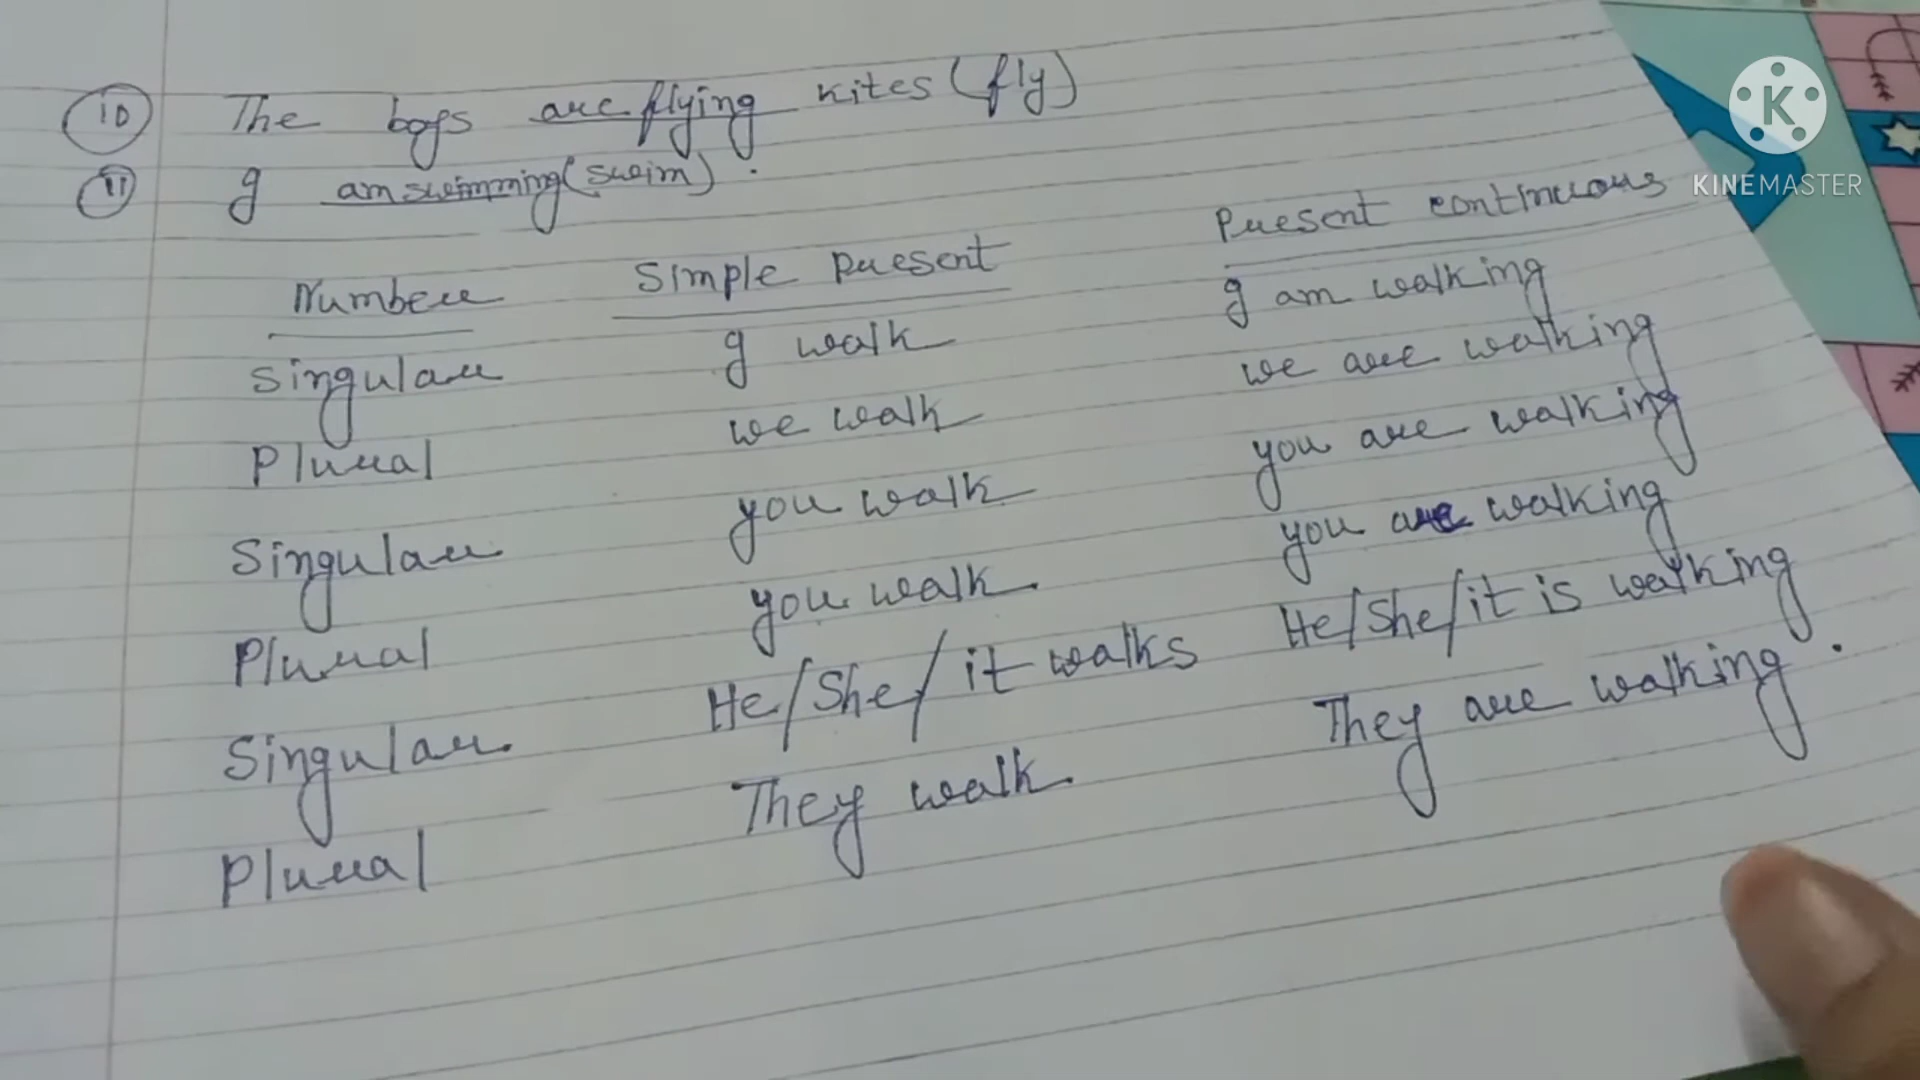 10 The boys are flying kites (fly)
11 I am swimming (swim).
Number Simple present Present continuous
Singular I walk I am walking
Plural we walk we are walking
Singular you walk you are walking
Plural you walk. you are walking
Singular. He/She/it walks He/She/it is walking
Plural They walk. They are walking.
K
KINEMASTER